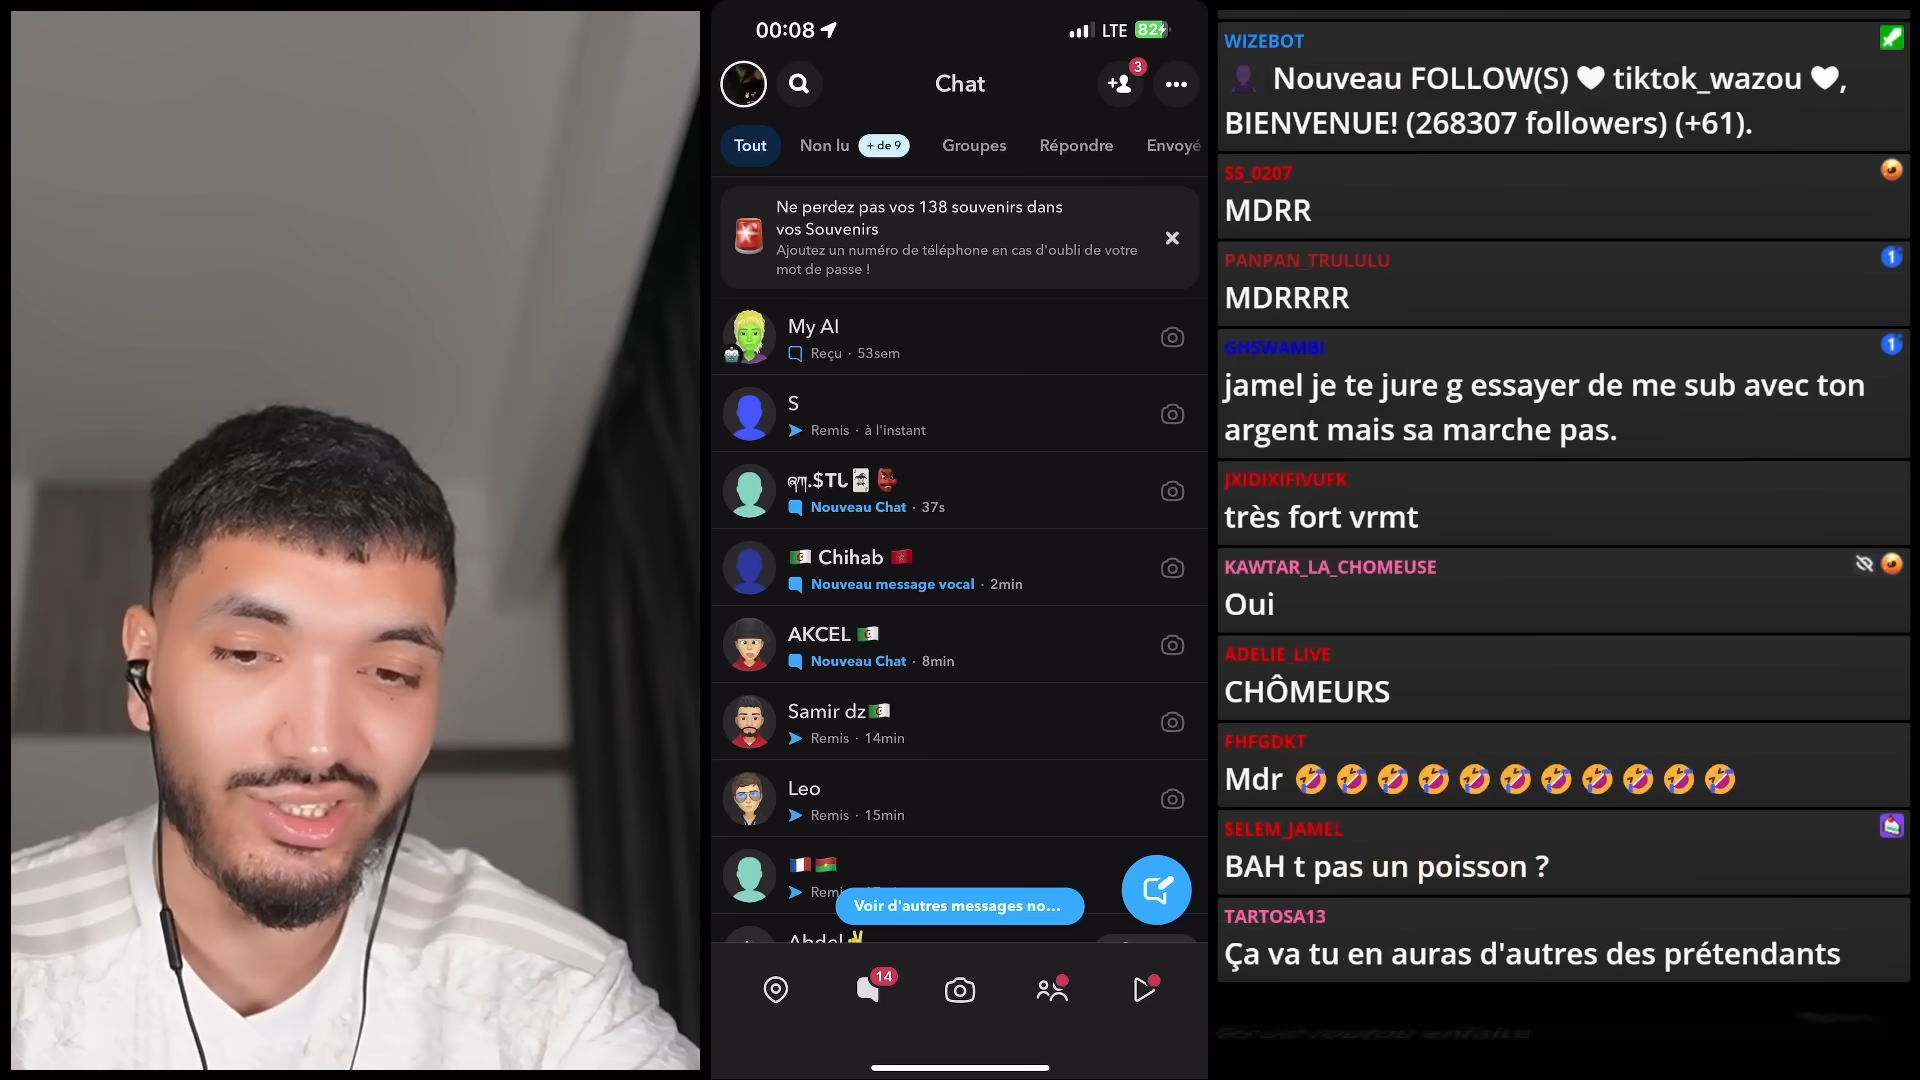 00:08
LTE
82
Chat
3
Tout
Non lu
+ de 9
Groupes
Répondre
Envoyé
Ne perdez pas vos 138 souvenirs dans
vos Souvenirs
Ajoutez un numéro de téléphone en cas d'oubli de votre
mot de passe !
My AI
Reçu · 53sem
S
Remis · à l'instant
Nouveau Chat · 37s
🇩🇿 Chihab 🇲🇦
Nouveau message vocal · 2min
AKCEL 🇩🇿
Nouveau Chat · 8min
Samir dz🇩🇿
Remis · 14min
Leo
Remis · 15min
🇫🇷🇧🇫
Voir d'autres messages no...
Abdel✌️
14
WIZEBOT
Nouveau FOLLOW(S) ♥ tiktok_wazou ♥,
BIENVENUE! (268307 followers) (+61).
SS_0207
MDRR
PANPAN_TRULULU
MDRRRR
1
GHSWAMBI
1
jamel je te jure g essayer de me sub avec ton
argent mais sa marche pas.
JXIDIXIFIVUFK
très fort vrmt
KAWTAR_LA_CHOMEUSE
Oui
ADELIE_LIVE
CHÔMEURS
FHFGDKT
Mdr 🤣🤣🤣🤣🤣🤣🤣🤣🤣🤣🤣
SELEM_JAMEL
BAH t pas un poisson ?
TARTOSA13
Ça va tu en auras d'autres des prétendants